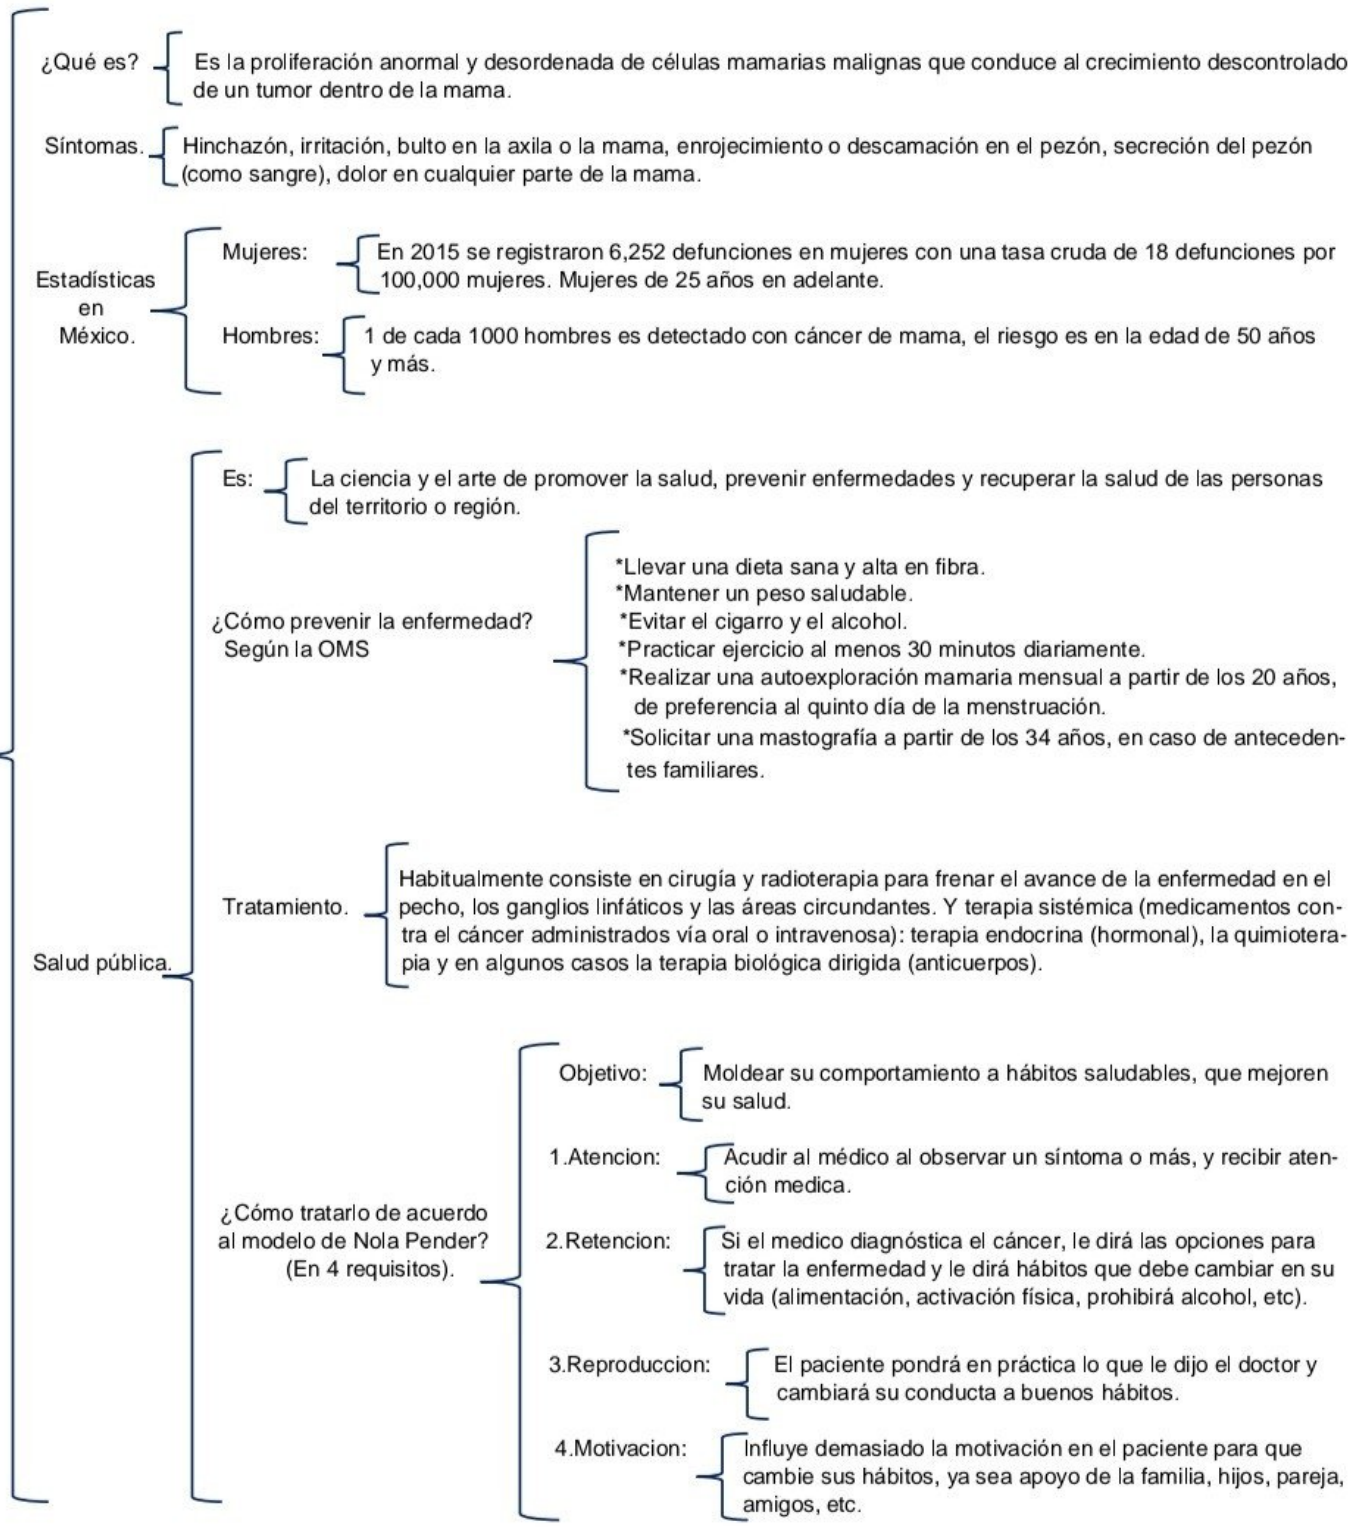 ¿Qué es?
Es la proliferación anormal y desordenada de células mamarias malignas que conduce al crecimiento descontrolado
de un tumor dentro de la mama.
Síntomas.
Hinchazón, irritación, bulto en la axila o la mama, enrojecimiento o descamación en el pezón, secreción del pezón
(como sangre), dolor en cualquier parte de la mama.
Estadísticas
en
México.
Mujeres:
En 2015 se registraron 6,252 defunciones en mujeres con una tasa cruda de 18 defunciones por
100,000 mujeres. Mujeres de 25 años en adelante.
Hombres:
1 de cada 1000 hombres es detectado con cáncer de mama, el riesgo es en la edad de 50 años
y más.
Salud pública.
Es:
La ciencia y el arte de promover la salud, prevenir enfermedades y recuperar la salud de las personas
del territorio o región.
¿Cómo prevenir la enfermedad?
Según la OMS
*Llevar una dieta sana y alta en fibra.
*Mantener un peso saludable.
*Evitar el cigarro y el alcohol.
*Practicar ejercicio al menos 30 minutos diariamente.
*Realizar una autoexploración mamaria mensual a partir de los 20 años,
de preferencia al quinto día de la menstruación.
*Solicitar una mastografía a partir de los 34 años, en caso de anteceden-
tes familiares.
Tratamiento.
Habitualmente consiste en cirugía y radioterapia para frenar el avance de la enfermedad en el
pecho, los ganglios linfáticos y las áreas circundantes. Y terapia sistémica (medicamentos con-
tra el cáncer administrados vía oral o intravenosa): terapia endocrina (hormonal), la quimiotera-
pia y en algunos casos la terapia biológica dirigida (anticuerpos).
¿Cómo tratarlo de acuerdo
al modelo de Nola Pender?
(En 4 requisitos).
Objetivo:
Moldear su comportamiento a hábitos saludables, que mejoren
su salud.
1.Atencion:
Acudir al médico al observar un síntoma o más, y recibir aten-
ción medica.
2.Retencion:
Si el medico diagnóstica el cáncer, le dirá las opciones para
tratar la enfermedad y le dirá hábitos que debe cambiar en su
vida (alimentación, activación física, prohibirá alcohol, etc).
3.Reproduccion:
El paciente pondrá en práctica lo que le dijo el doctor y
cambiará su conducta a buenos hábitos.
4.Motivacion:
Influye demasiado la motivación en el paciente para que
cambie sus hábitos, ya sea apoyo de la familia, hijos, pareja,
amigos, etc.